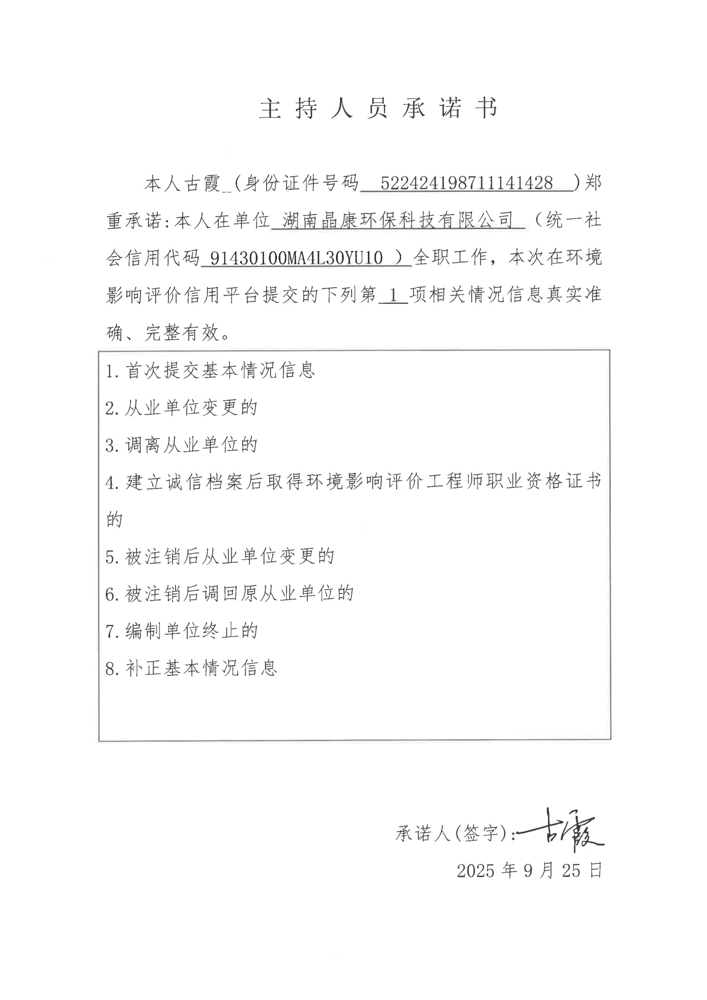 主持人员承诺书
本人古霞_(身份证件号码 522424198711141428 )郑
重承诺:本人在单位 湖南晶康环保科技有限公司 （统一社
会信用代码 91430100MA4L30YU10 ）全职工作，本次在环境
影响评价信用平台提交的下列第 1 项相关情况信息真实准
确、完整有效。
1.首次提交基本情况信息
2.从业单位变更的
3.调离从业单位的
4.建立诚信档案后取得环境影响评价工程师职业资格证书
的
5.被注销后从业单位变更的
6.被注销后调回原从业单位的
7.编制单位终止的
8.补正基本情况信息
承诺人(签字):古霞
2025 年 9 月 25 日